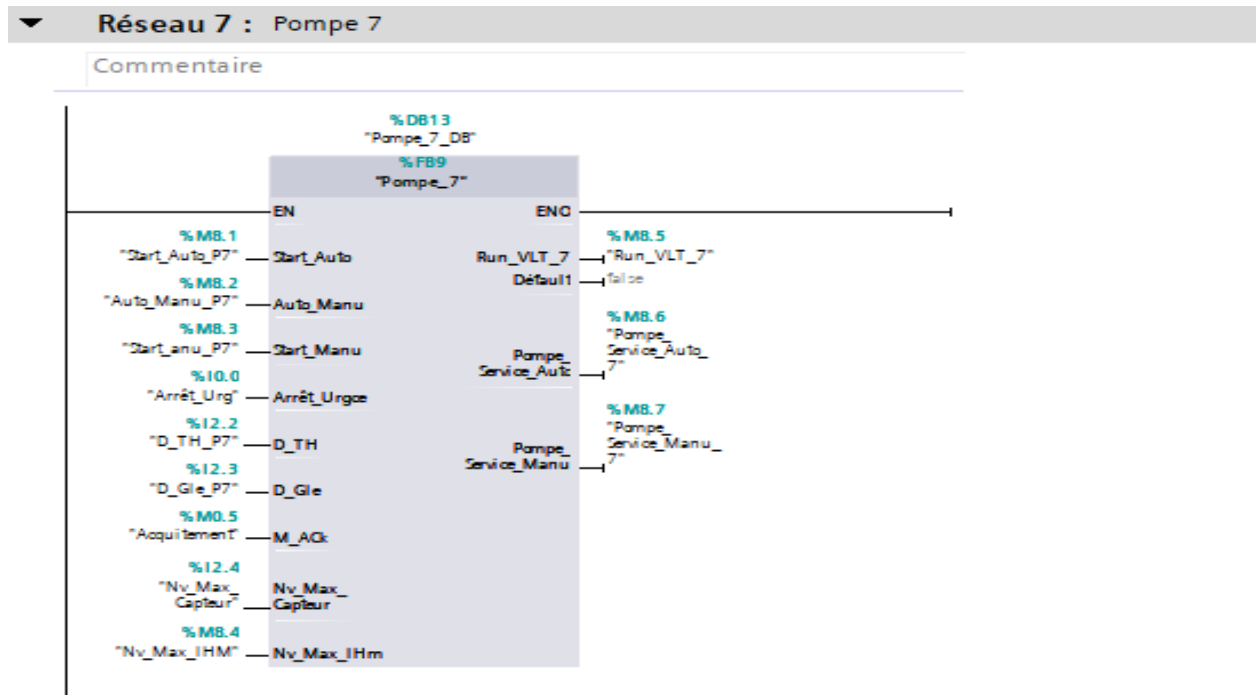 Réseau 7 : Pompe 7
Commentaire
%DB13
"Pompe_7_DB"
%FB9
"Pompe_7"
EN ENO
%M8.1
"Start_Auto_P7" Start_Auto
%M8.2
"Auto_Manu_P7" Auto_Manu
%M8.3
"Start_anu_P7" Start_Manu
%I0.0
"Arrêt_Urg" Arrêt_Urgce
%I2.2
"D_TH_P7" D_TH
%I2.3
"D_Gle_P7" D_Gle
%M0.5
"Acquitement" M_ACk
%I2.4
"Nv_Max_
Capteur"
Nv_Max_
Capteur
%M8.4
"Nv_Max_IHM" Nv_Max_IHm
%M8.5
Run_VLT_7 "Run_VLT_7"
Défaul1 false
%M8.6
Pompe_
Service_Auto
"Pompe_
Service_Auto_
7"
%M8.7
Pompe_
Service_Manu
"Pompe_
Service_Manu_
7"